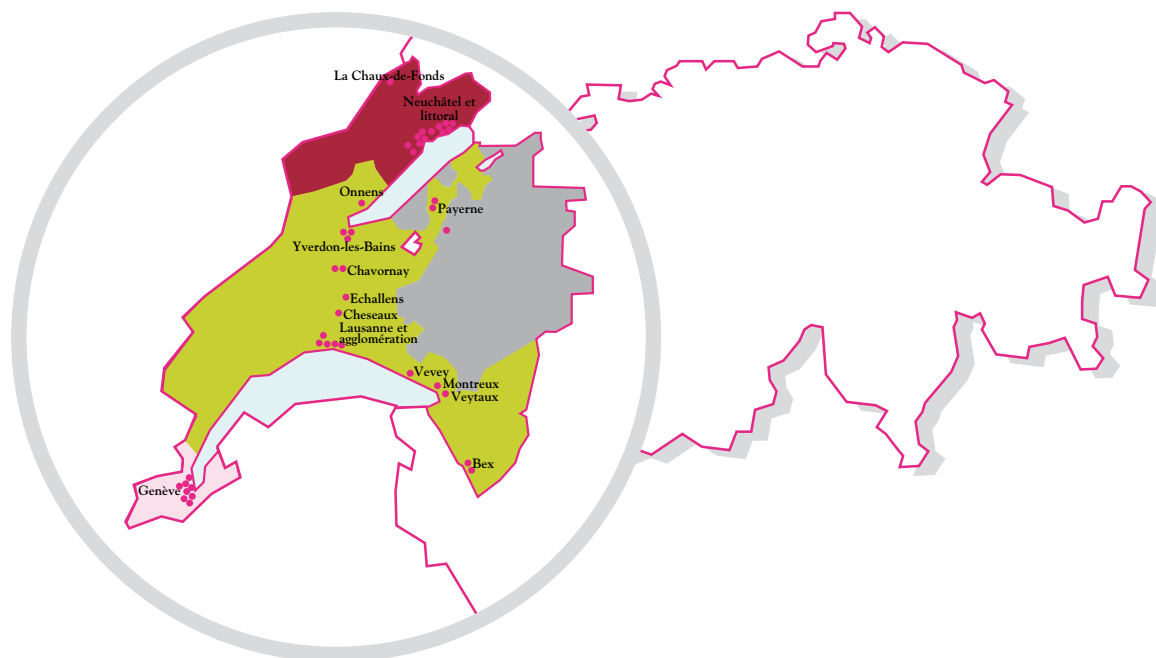 La Chaux-de-Fonds
Neuchâtel et
littoral
Onnens
Payerne
Yverdon-les-Bains
Chavornay
Echallens
Cheseaux
Lausanne et
agglomération
Vevey
Montreux
Veytaux
Bex
Genève